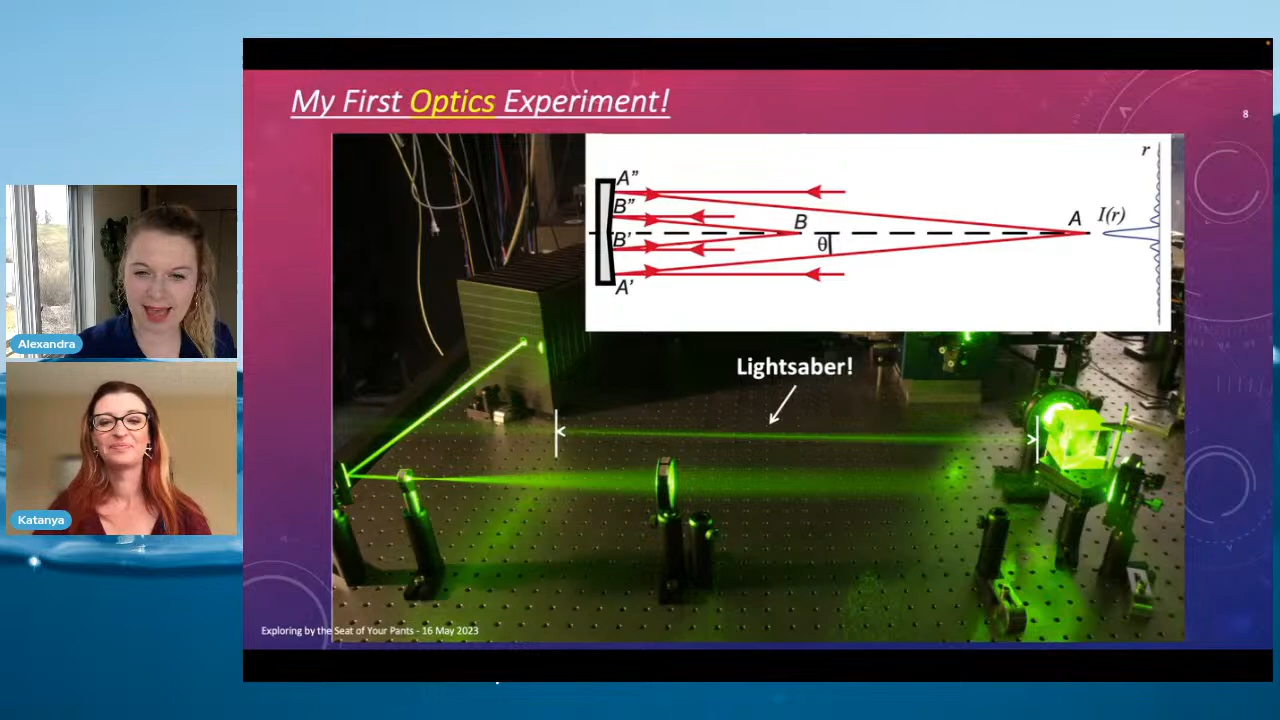 My First Optics Experiment!
8
r
A”
B”
B
A
I(r)
B’
θ
A’
Lightsaber!
Alexandra
Katanya
Exploring by the Seat of Your Pants - 16 May 2023